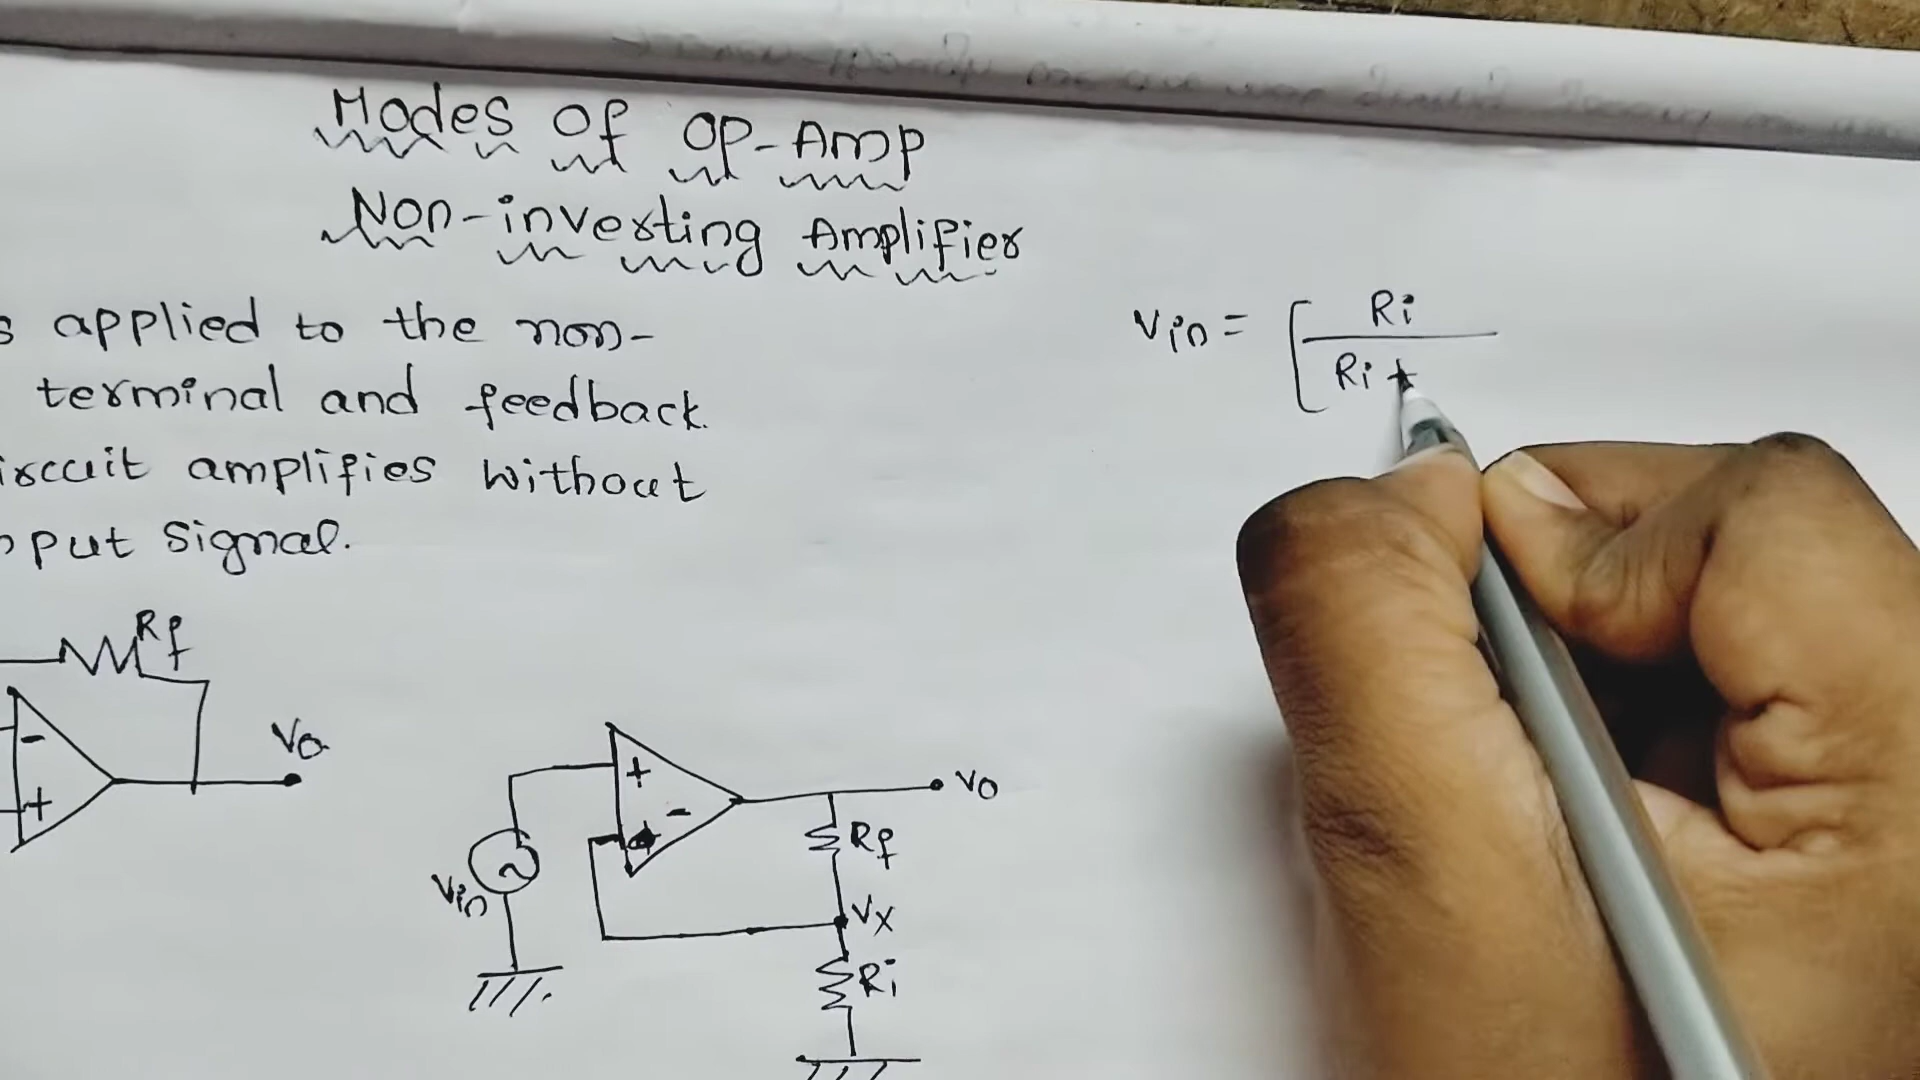 Modes of OP-Amp
Non-inverting Amplifier
s applied to the non-
terminal and feedback.
ircuit amplifies without
nput signal.
Vin = [ Ri
Ri +
Rf
-
+
Vo
+
-
Vin
Vo
Rf
Vx
Ri